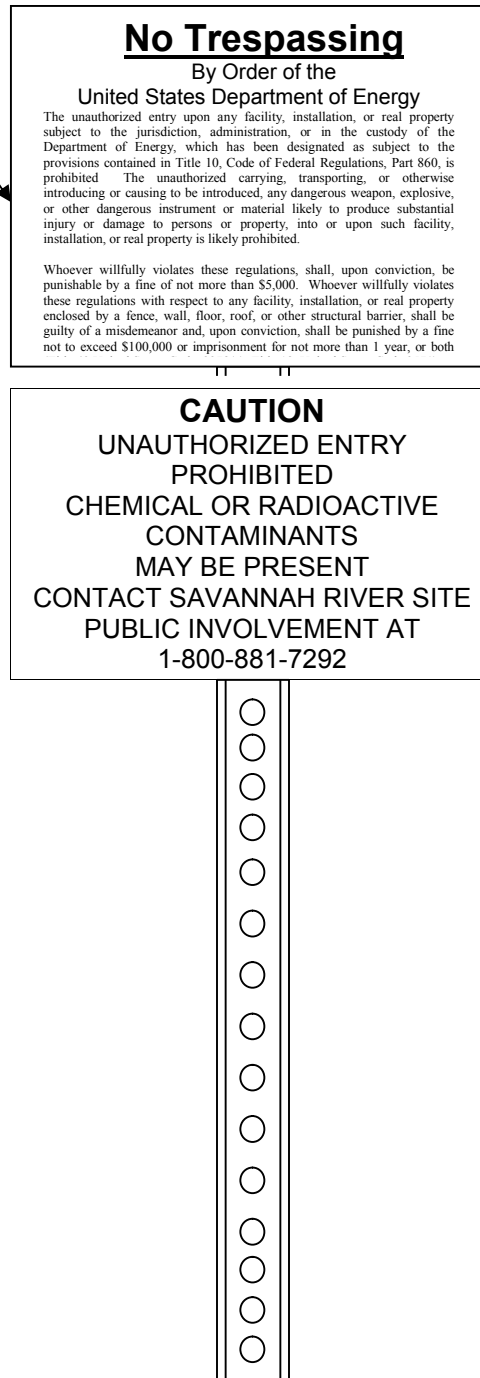 No Trespassing
By Order of the
United States Department of Energy
The unauthorized entry upon any facility, installation, or real property
subject to the jurisdiction, administration, or in the custody of the
Department of Energy, which has been designated as subject to the
provisions contained in Title 10, Code of Federal Regulations, Part 860, is
prohibited The unauthorized carrying, transporting, or otherwise
introducing or causing to be introduced, any dangerous weapon, explosive,
or other dangerous instrument or material likely to produce substantial
injury or damage to persons or property, into or upon such facility,
installation, or real property is likely prohibited.
Whoever willfully violates these regulations, shall, upon conviction, be
punishable by a fine of not more than $5,000. Whoever willfully violates
these regulations with respect to any facility, installation, or real property
enclosed by a fence, wall, floor, roof, or other structural barrier, shall be
guilty of a misdemeanor and, upon conviction, shall be punished by a fine
not to exceed $100,000 or imprisonment for not more than 1 year, or both
CAUTION
UNAUTHORIZED ENTRY
PROHIBITED
CHEMICAL OR RADIOACTIVE
CONTAMINANTS
MAY BE PRESENT
CONTACT SAVANNAH RIVER SITE
PUBLIC INVOLVEMENT AT
1-800-881-7292